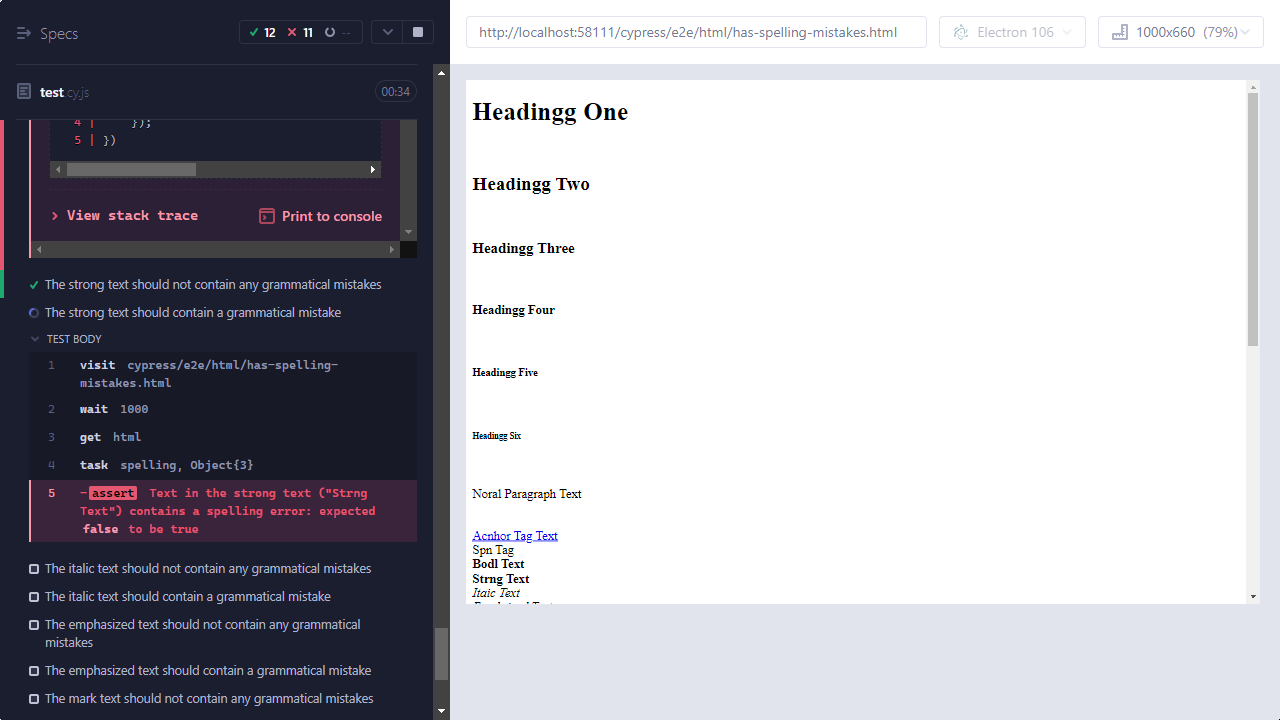 Specs
12
11
--
http://localhost:58111/cypress/e2e/html/has-spelling-mistakes.html
Electron 106
1000x660 (79%)
test.cy.js
00:34
4 | });
5 | })
View stack trace
Print to console
The strong text should not contain any grammatical mistakes
The strong text should contain a grammatical mistake
TEST BODY
1 visit cypress/e2e/html/has-spelling-
mistakes.html
2 wait 1000
3 get html
4 task spelling, Object{3}
5 -assert Text in the strong text ("Strng
Text") contains a spelling error: expected
false to be true
The italic text should not contain any grammatical mistakes
The italic text should contain a grammatical mistake
The emphasized text should not contain any grammatical
mistakes
The emphasized text should contain a grammatical mistake
The mark text should not contain any grammatical mistakes
Headingg One
Headingg Two
Headingg Three
Headingg Four
Headingg Five
Headingg Six
Noral Paragraph Text
Acnhor Tag Text
Spn Tag
Bodl Text
Strng Text
Itaic Text